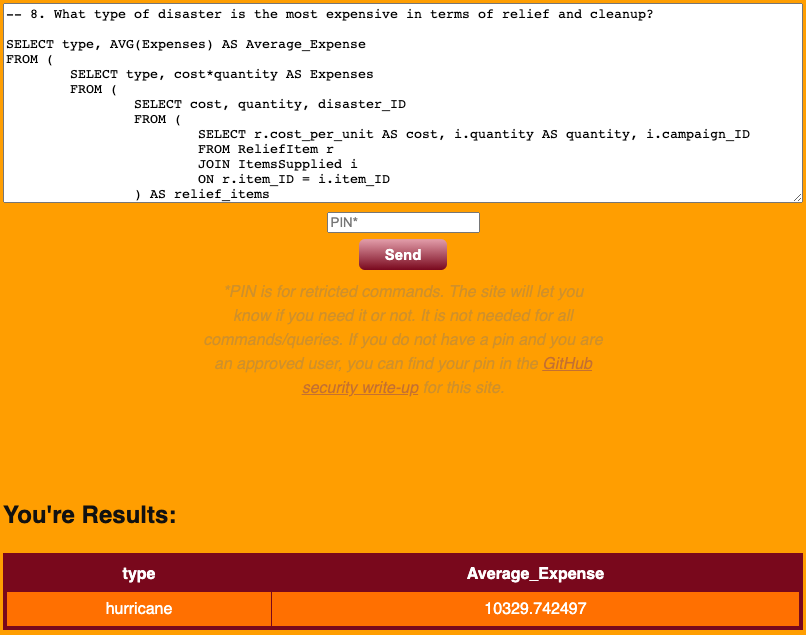 -- 8. What type of disaster is the most expensive in terms of relief and cleanup?
SELECT type, AVG(Expenses) AS Average_Expense
FROM (
SELECT type, cost*quantity AS Expenses
FROM (
SELECT cost, quantity, disaster_ID
FROM (
SELECT r.cost_per_unit AS cost, i.quantity AS quantity, i.campaign_ID
FROM ReliefItem r
JOIN ItemsSupplied i
ON r.item_ID = i.item_ID
) AS relief_items
PIN*
Send
*PIN is for retricted commands. The site will let you
know if you need it or not. It is not needed for all
commands/queries. If you do not have a pin and you are
an approved user, you can find your pin in the GitHub
security write-up for this site.
You're Results:
type Average_Expense
hurricane 10329.742497